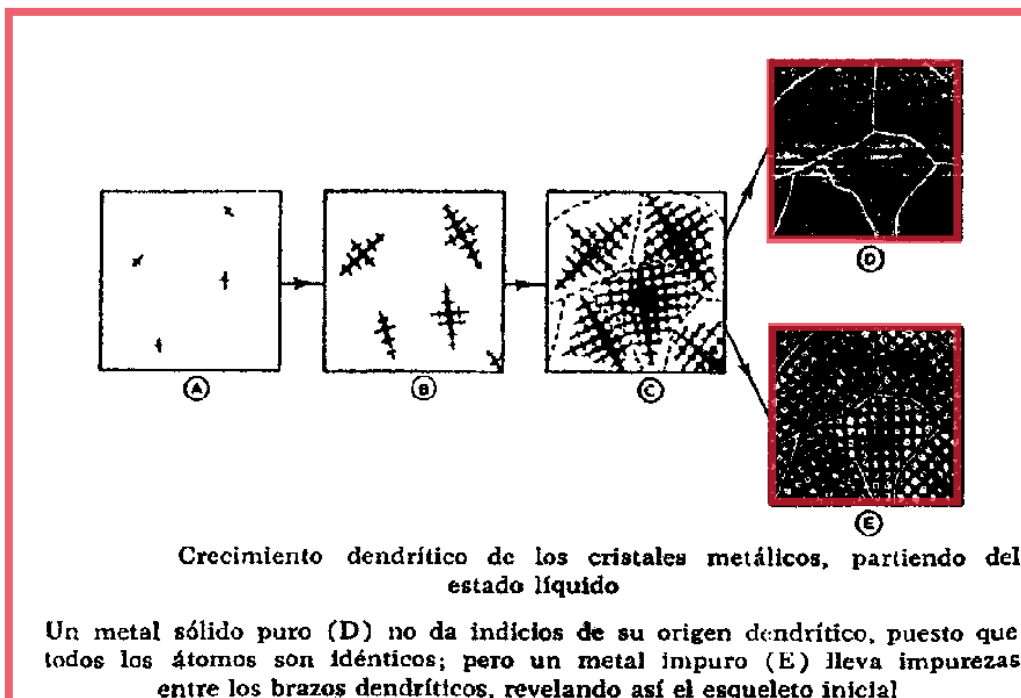 A
B
C
D
E
Crecimiento dendrítico de los cristales metálicos, partiendo del
estado líquido
Un metal sólido puro (D) no da indicios de su origen dendrítico, puesto que
todos los átomos son idénticos; pero un metal impuro (E) lleva impurezas
entre los brazos dendríticos, revelando así el esqueleto inicial